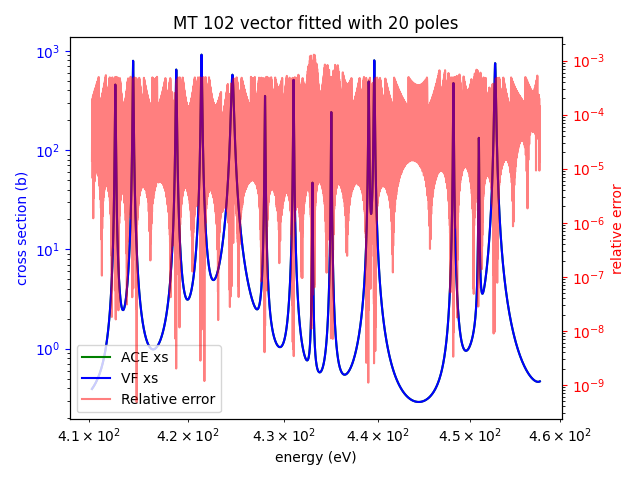 MT 102 vector fitted with 20 poles
10³
10²
10¹
10⁰
cross section (b)
10⁻³
10⁻⁴
10⁻⁵
10⁻⁶
10⁻⁷
10⁻⁸
10⁻⁹
relative error
ACE xs
VF xs
Relative error
4.1 × 10² 4.2 × 10² 4.3 × 10² 4.4 × 10² 4.5 × 10² 4.6 × 10²
energy (eV)